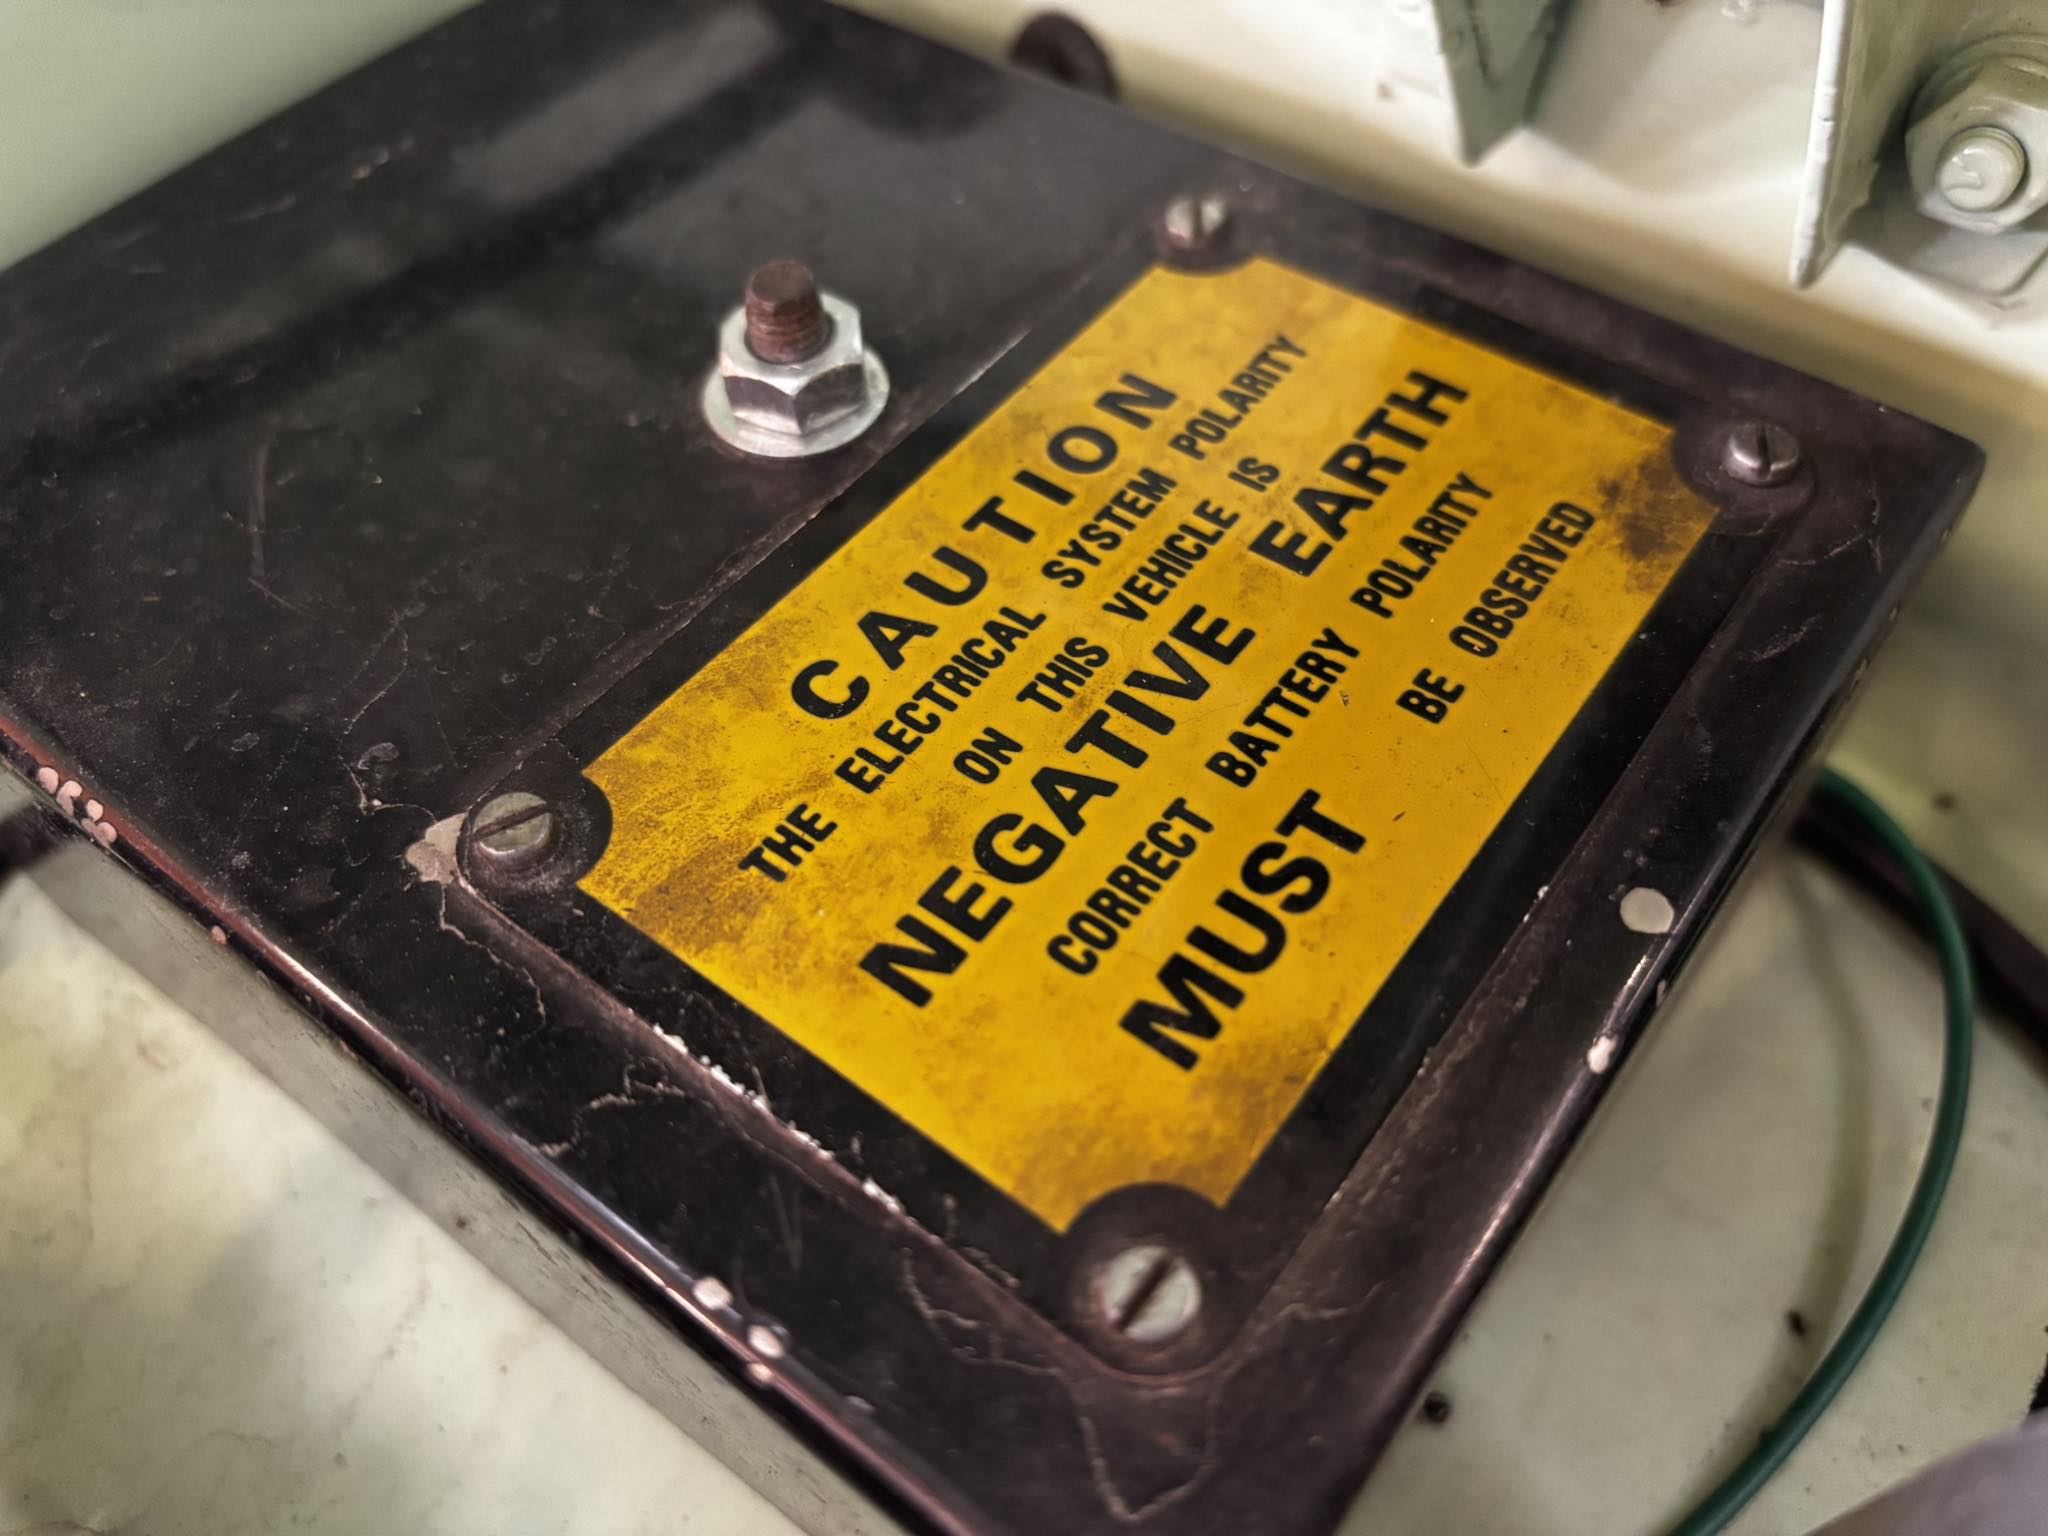 CAUTION
THE ELECTRICAL SYSTEM POLARITY
ON THIS VEHICLE IS
NEGATIVE EARTH
CORRECT BATTERY POLARITY
MUST BE OBSERVED